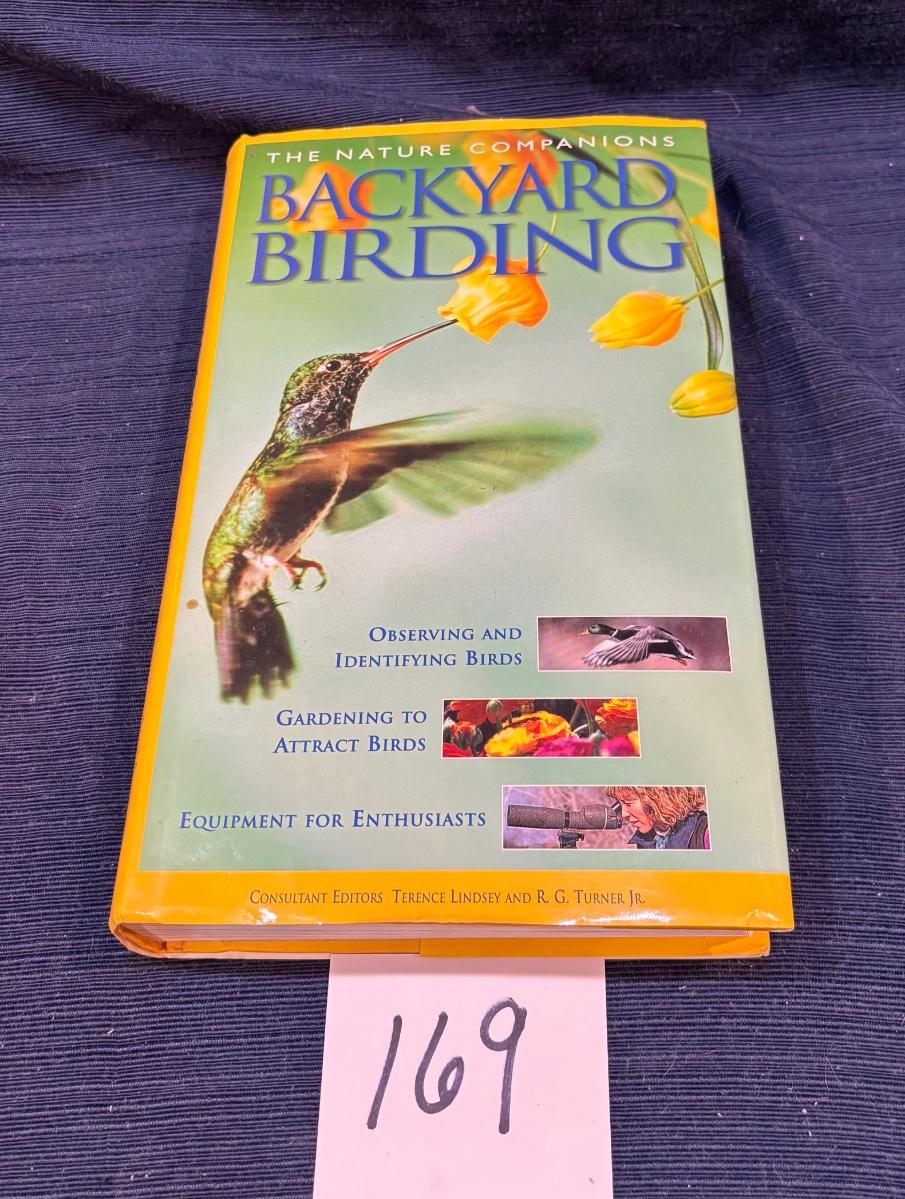 THE NATURE COMPANIONS
BACKYARD
BIRDING
OBSERVING AND
IDENTIFYING BIRDS
GARDENING TO
ATTRACT BIRDS
EQUIPMENT FOR ENTHUSIASTS
CONSULTANT EDITORS TERENCE LINDSEY AND R. G. TURNER JR.
169